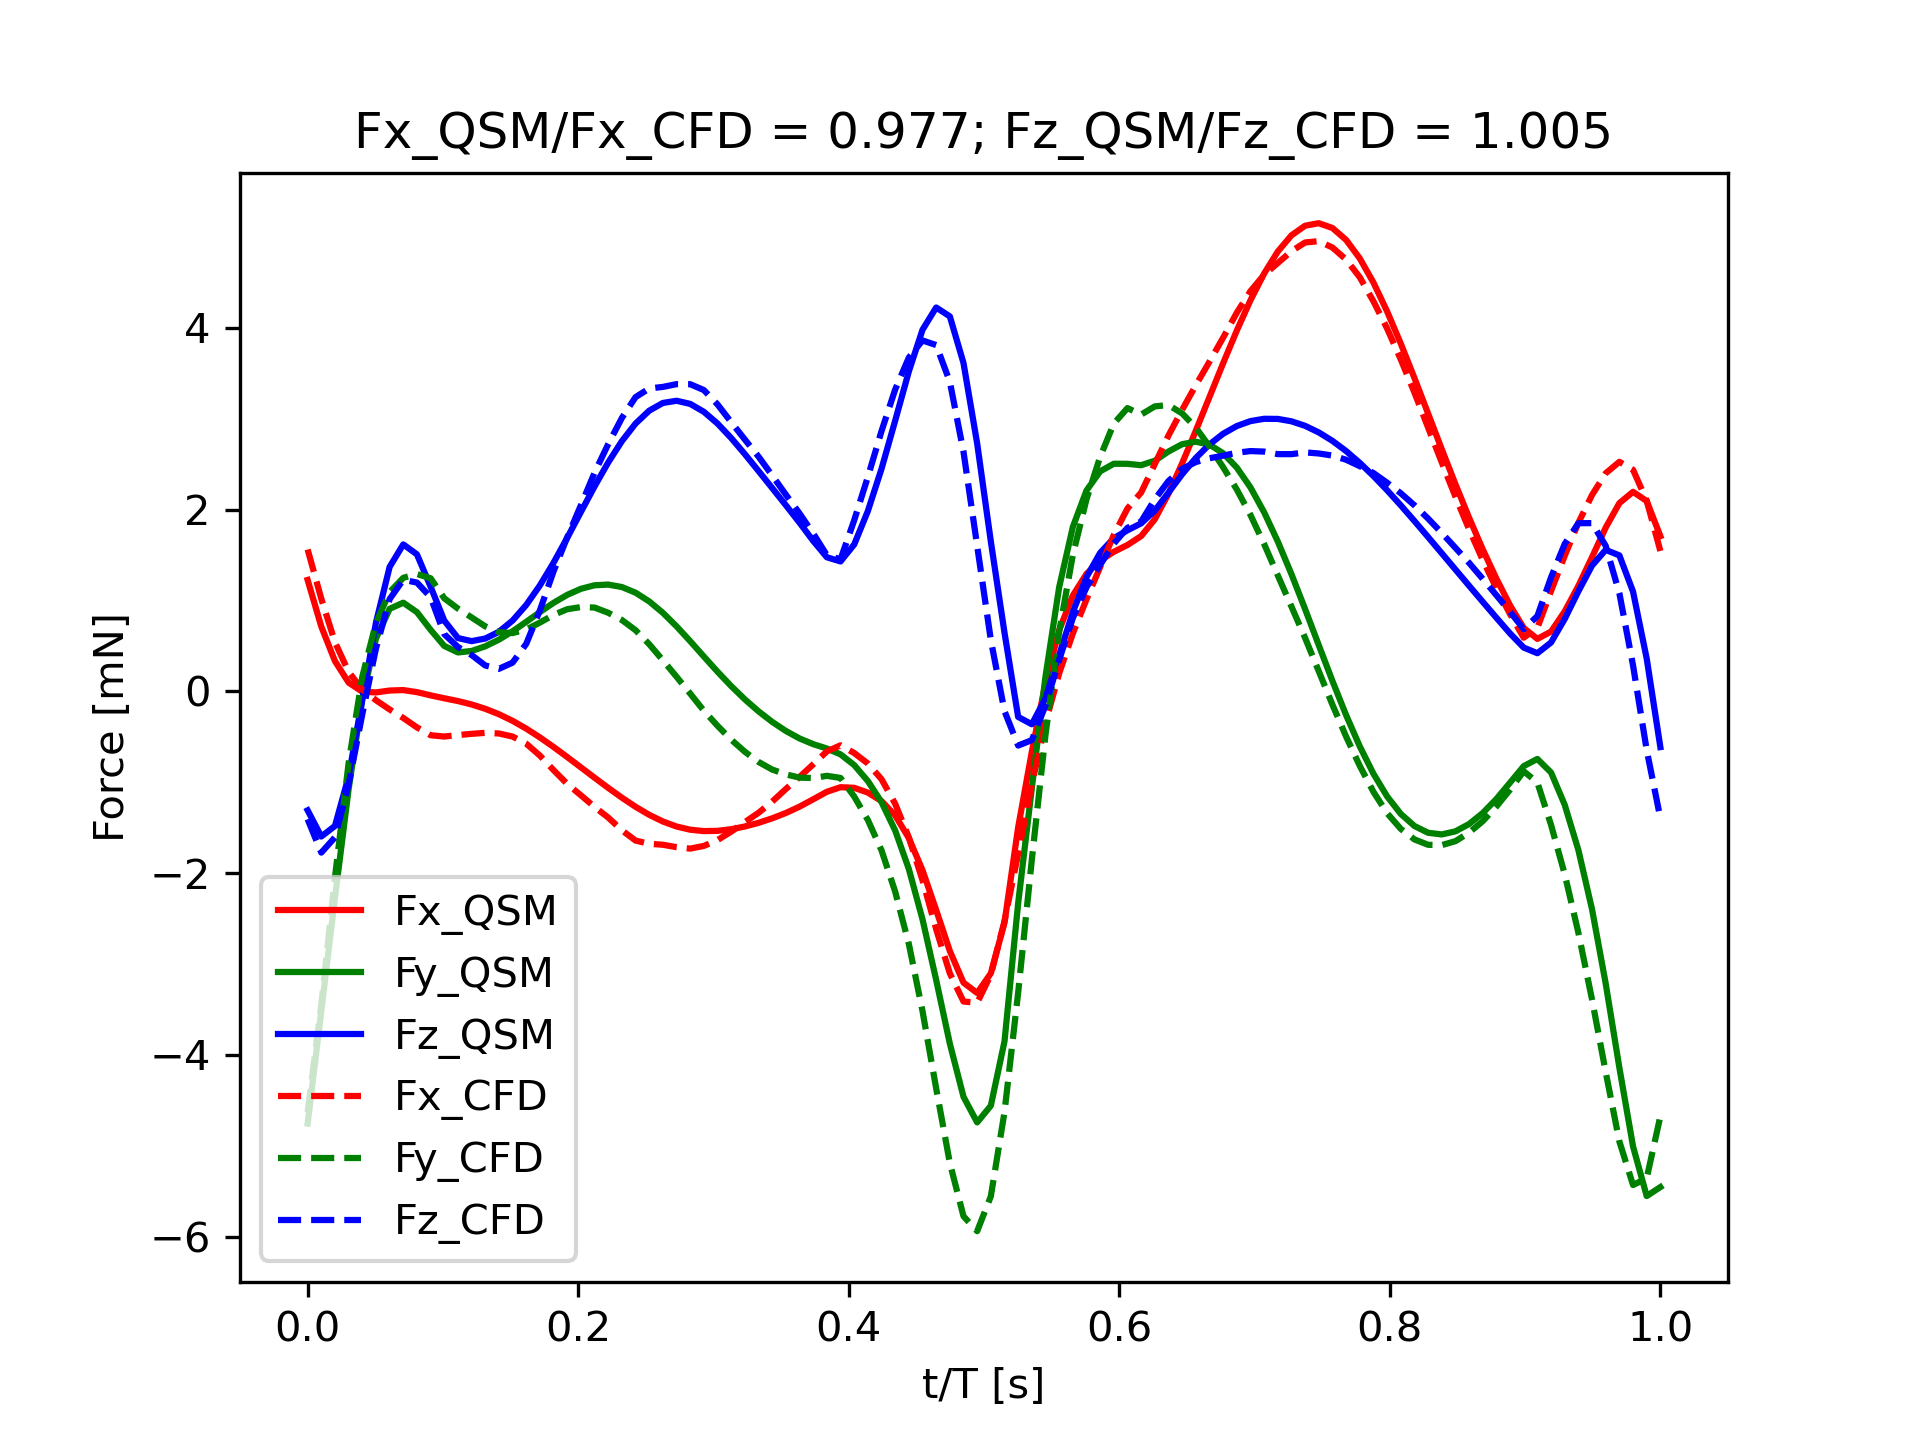 Fx_QSM/Fx_CFD = 0.977; Fz_QSM/Fz_CFD = 1.005
Force [mN]
4
2
0
−2
−4
−6
Fx_QSM
Fy_QSM
Fz_QSM
Fx_CFD
Fy_CFD
Fz_CFD
0.0 0.2 0.4 0.6 0.8 1.0
t/T [s]